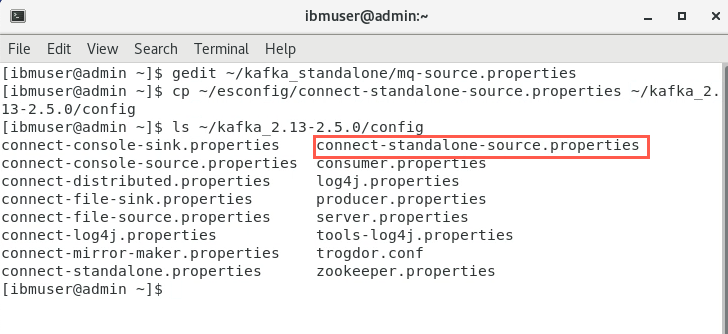 ibmuser@admin:~
File Edit View Search Terminal Help
[ibmuser@admin ~]$ gedit ~/kafka_standalone/mq-source.properties
[ibmuser@admin ~]$ cp ~/esconfig/connect-standalone-source.properties ~/kafka_2.
13-2.5.0/config
[ibmuser@admin ~]$ ls ~/kafka_2.13-2.5.0/config
connect-console-sink.properties connect-standalone-source.properties
connect-console-source.properties consumer.properties
connect-distributed.properties log4j.properties
connect-file-sink.properties producer.properties
connect-file-source.properties server.properties
connect-log4j.properties tools-log4j.properties
connect-mirror-maker.properties trogdor.conf
connect-standalone.properties zookeeper.properties
[ibmuser@admin ~]$